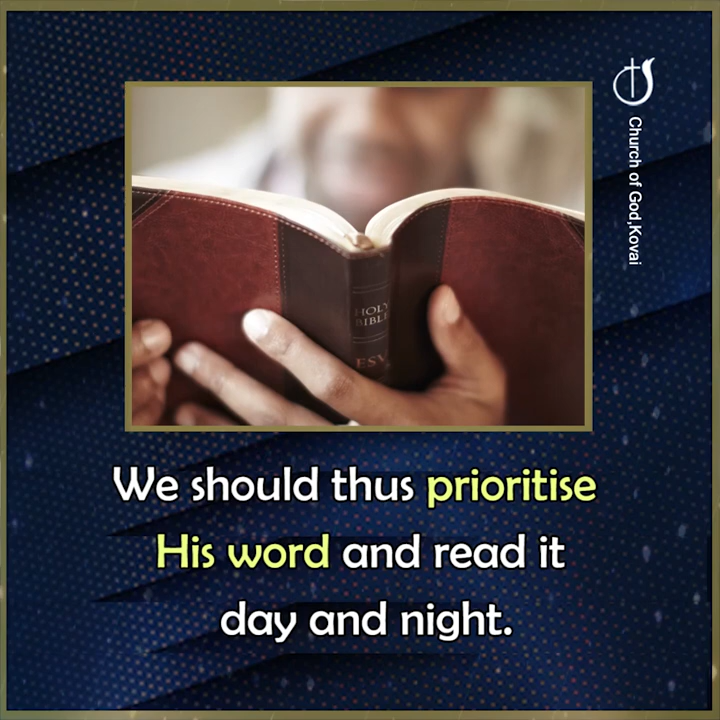 Church of God,Kovai
HOLY
BIBLE
ESV
We should thus prioritise
His word and read it
day and night.